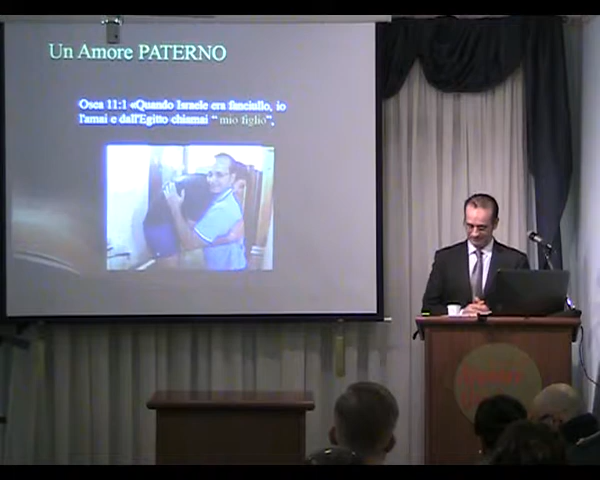 Un Amore PATERNO
Osea 11:1 «Quando Israele era fanciullo, io
l'amai e dall'Egitto chiamai “ mio figlio”,